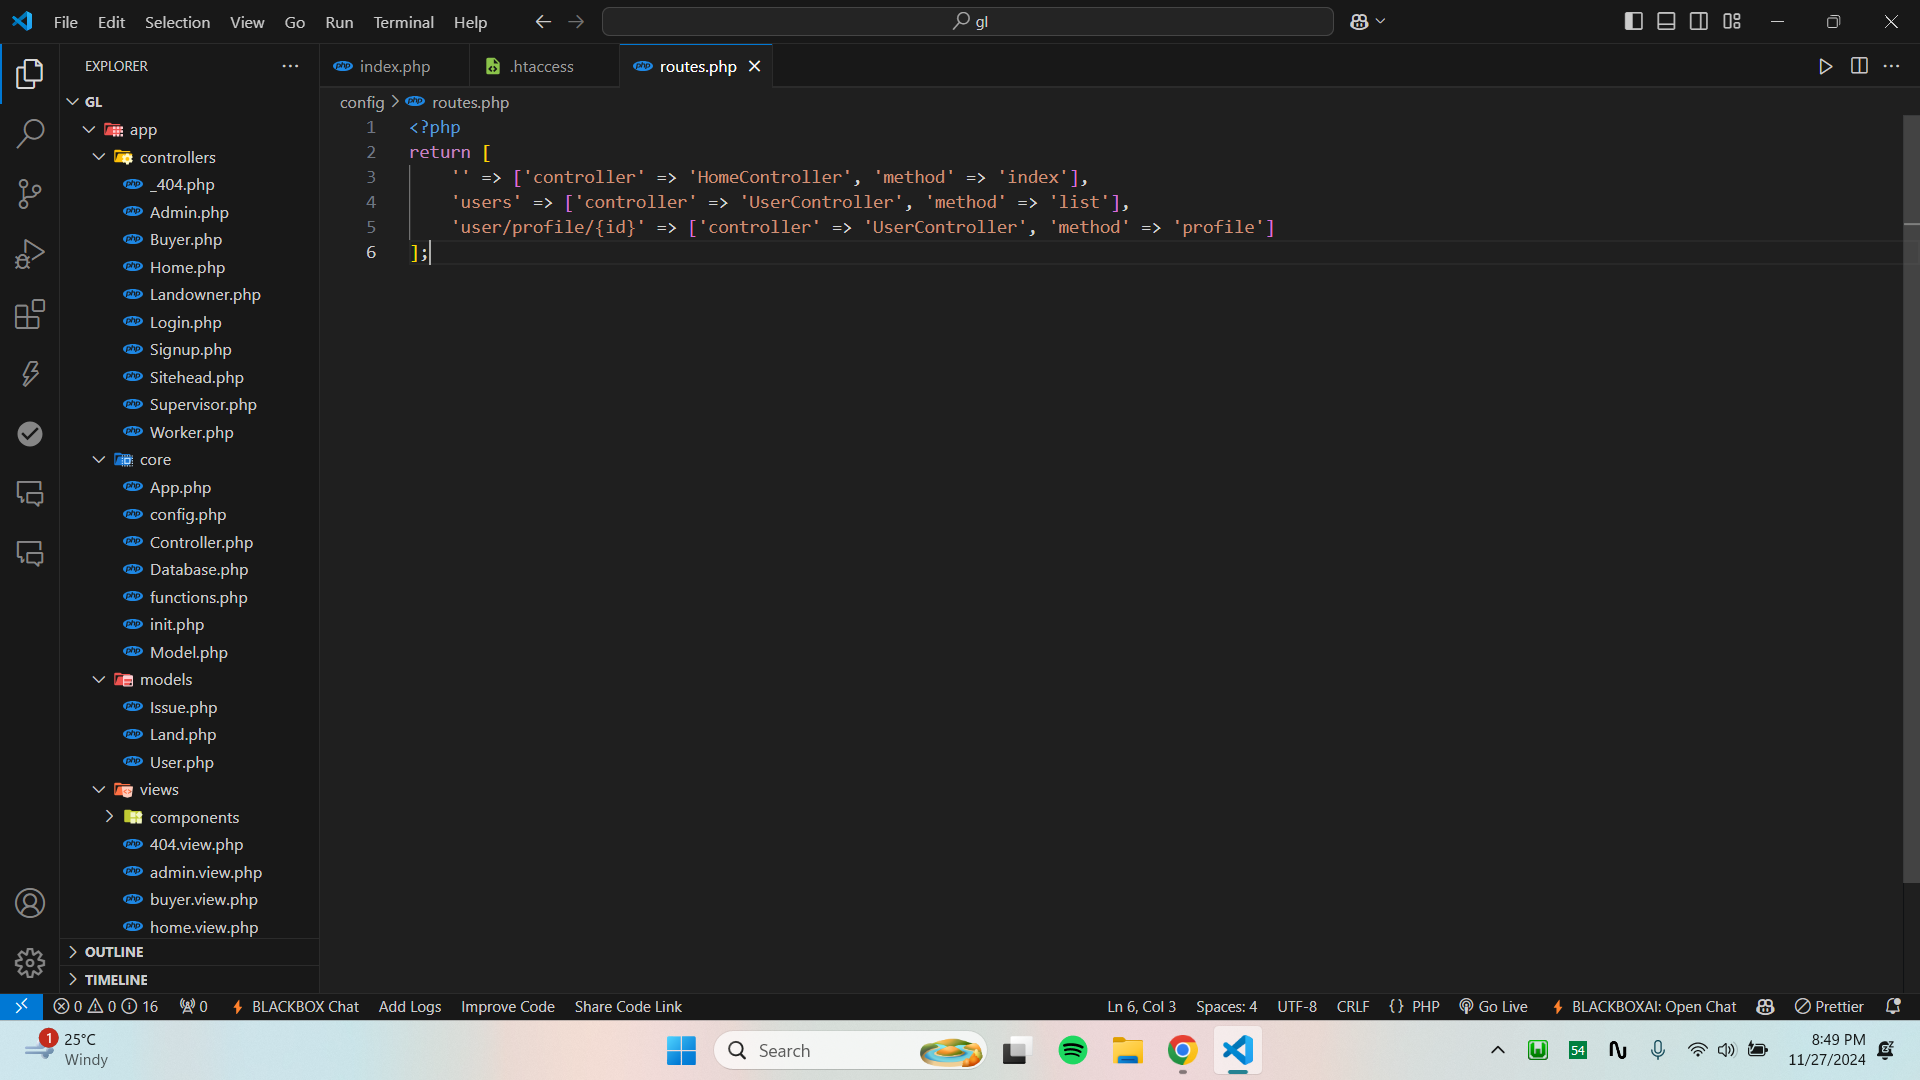 File Edit Selection View Go Run Terminal Help
gl
EXPLORER
index.php
.htaccess
routes.php
config > routes.php
GL
app
controllers
_404.php
Admin.php
Buyer.php
Home.php
Landowner.php
Login.php
Signup.php
Sitehead.php
Supervisor.php
Worker.php
core
App.php
config.php
Controller.php
Database.php
functions.php
init.php
Model.php
models
Issue.php
Land.php
User.php
views
components
404.view.php
admin.view.php
buyer.view.php
home.view.php
OUTLINE
TIMELINE
1 <?php
2 return [
3 '' => ['controller' => 'HomeController', 'method' => 'index'],
4 'users' => ['controller' => 'UserController', 'method' => 'list'],
5 'user/profile/{id}' => ['controller' => 'UserController', 'method' => 'profile']
6 ];
0 0 16 0 BLACKBOX Chat Add Logs Improve Code Share Code Link Ln 6, Col 3 Spaces: 4 UTF-8 CRLF {} PHP Go Live BLACKBOXAI: Open Chat Prettier
1
25°C
Windy
Search
54
8:49 PM
11/27/2024